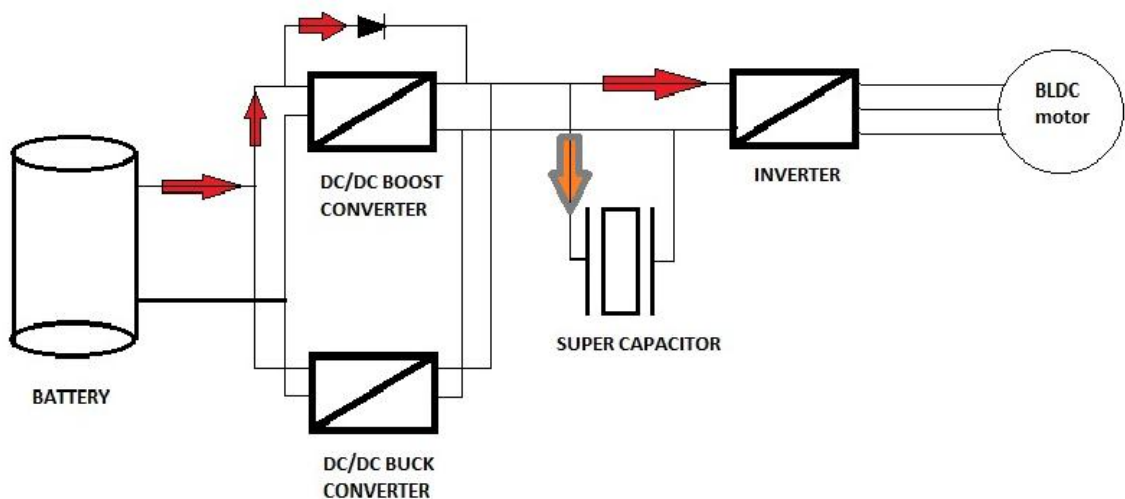 BLDC
motor
DC/DC BOOST
CONVERTER
INVERTER
SUPER CAPACITOR
BATTERY
DC/DC BUCK
CONVERTER